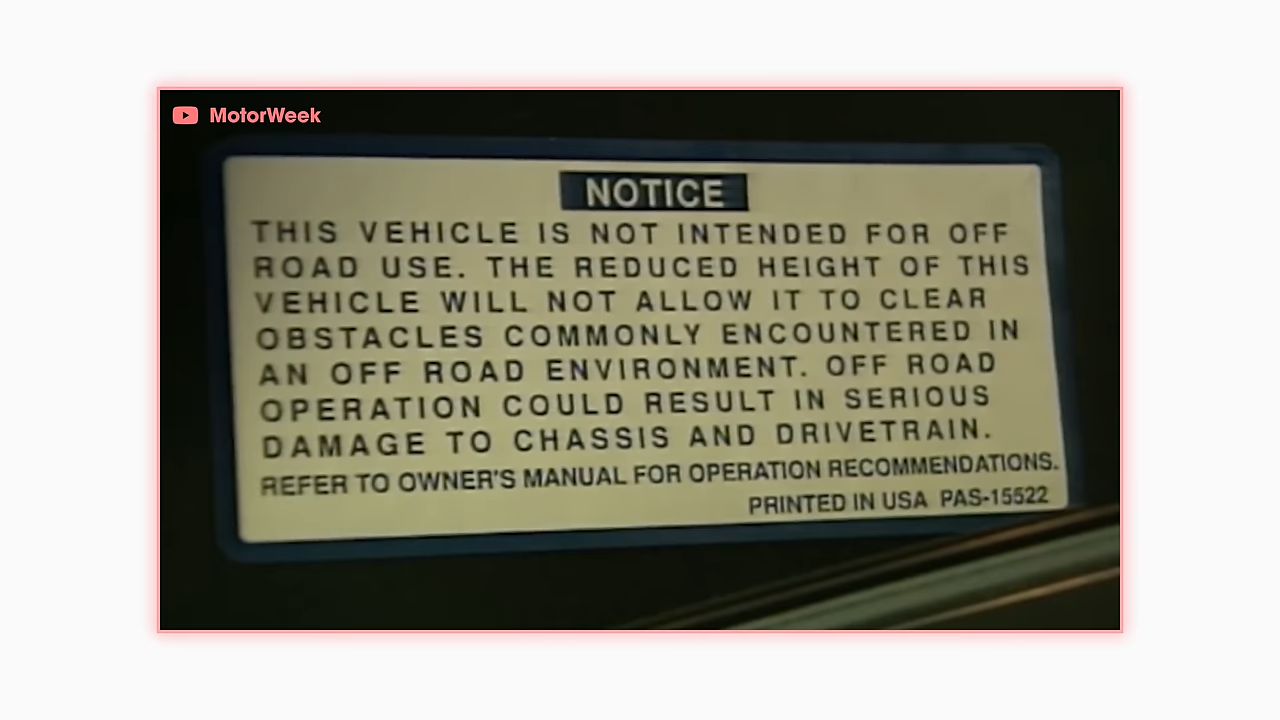 MotorWeek
NOTICE
THIS VEHICLE IS NOT INTENDED FOR OFF
ROAD USE. THE REDUCED HEIGHT OF THIS
VEHICLE WILL NOT ALLOW IT TO CLEAR
OBSTACLES COMMONLY ENCOUNTERED IN
AN OFF ROAD ENVIRONMENT. OFF ROAD
OPERATION COULD RESULT IN SERIOUS
DAMAGE TO CHASSIS AND DRIVETRAIN.
REFER TO OWNER'S MANUAL FOR OPERATION RECOMMENDATIONS.
PRINTED IN USA PAS-15522